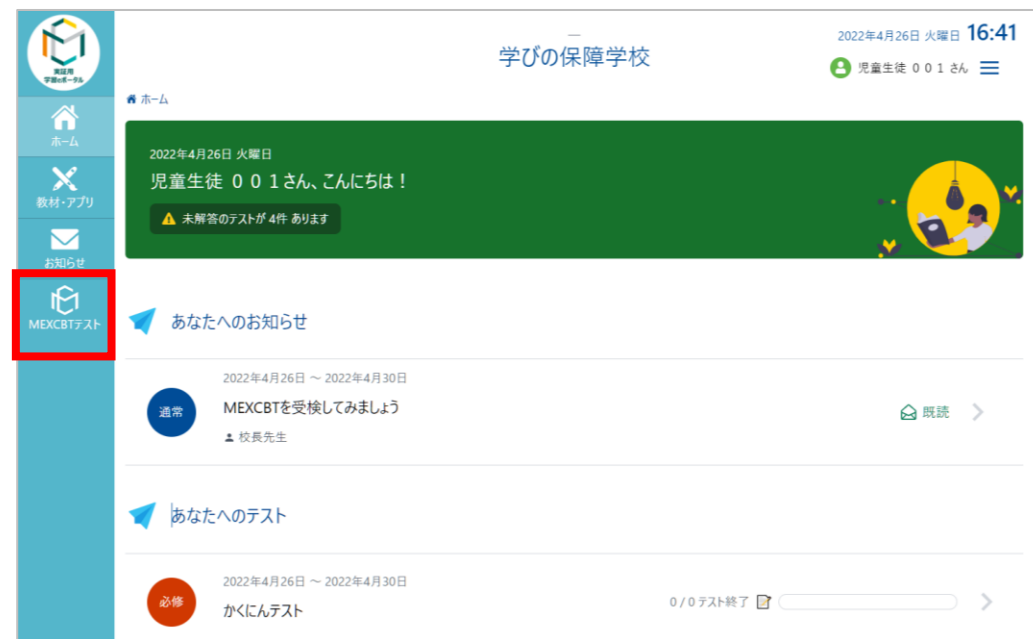 実証用
学習eポータル
ホーム
教材・アプリ
お知らせ
MEXCBTテスト
学びの保障学校
2022年4月26日 火曜日 16:41
児童生徒 ００１ さん
ホーム
2022年4月26日 火曜日
児童生徒 ００１さん、こんにちは！
未解答のテストが 4件 あります
あなたへのお知らせ
2022年4月26日 ～ 2022年4月30日
通常
MEXCBTを受検してみましょう
既読
校長先生
あなたへのテスト
2022年4月26日 ～ 2022年4月30日
必修
かくにんテスト
0 / 0 テスト終了